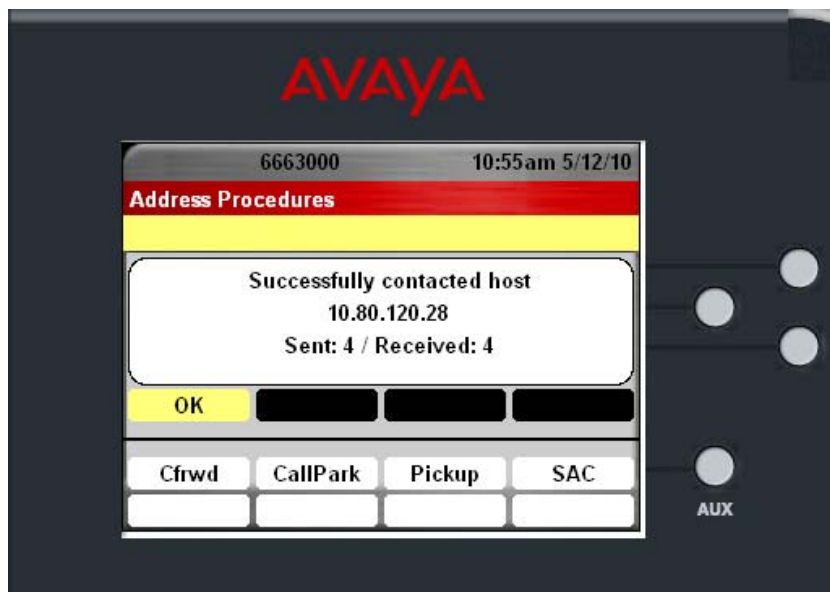 AVAYA
6663000 10:55am 5/12/10
Address Procedures
Successfully contacted host
10.80.120.28
Sent: 4 / Received: 4
OK
Cfrwd CallPark Pickup SAC
AUX